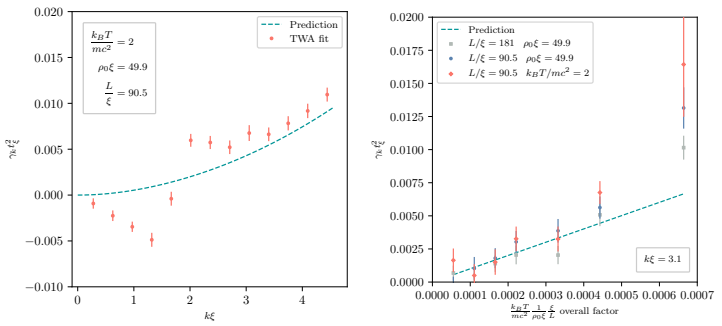 0.020
0.015
0.010
0.005
0.000
−0.005
−0.010
γ_k t_ξ^2
k_BT/mc^2 = 2
ρ_0ξ = 49.9
L/ξ = 90.5
Prediction
TWA fit
0 1 2 3 4
kξ
0.0200
0.0175
0.0150
0.0125
0.0100
0.0075
0.0050
0.0025
0.0000
γ_k t_ξ^2
Prediction
L/ξ = 181 ρ_0ξ = 49.9
L/ξ = 90.5 ρ_0ξ = 49.9
L/ξ = 90.5 k_BT/mc^2 = 2
kξ = 3.1
0.0000 0.0001 0.0002 0.0003 0.0004 0.0005 0.0006 0.0007
k_BT/mc^2 1/ρ_0ξ ξ/L overall factor